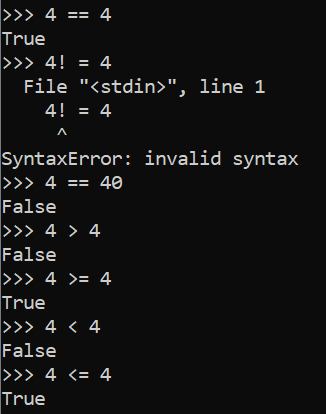 >>> 4 == 4
True
>>> 4! = 4
  File "<stdin>", line 1
    4! = 4
     ^
SyntaxError: invalid syntax
>>> 4 == 40
False
>>> 4 > 4
False
>>> 4 >= 4
True
>>> 4 < 4
False
>>> 4 <= 4
True